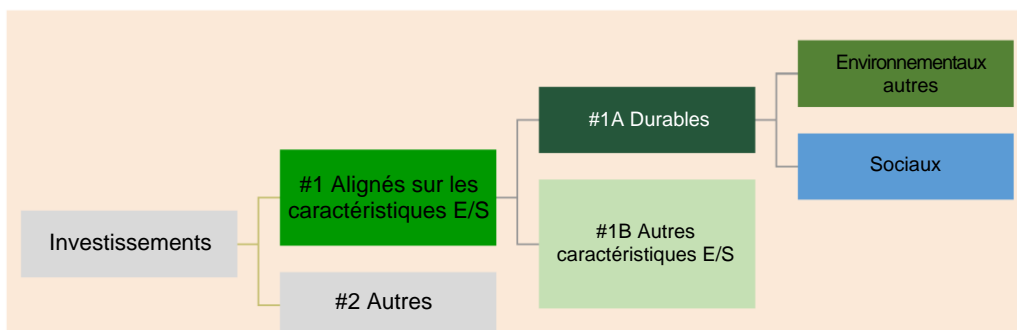 Investissements
#1 Alignés sur les
caractéristiques E/S
#2 Autres
#1A Durables
#1B Autres
caractéristiques E/S
Environnementaux
autres
Sociaux